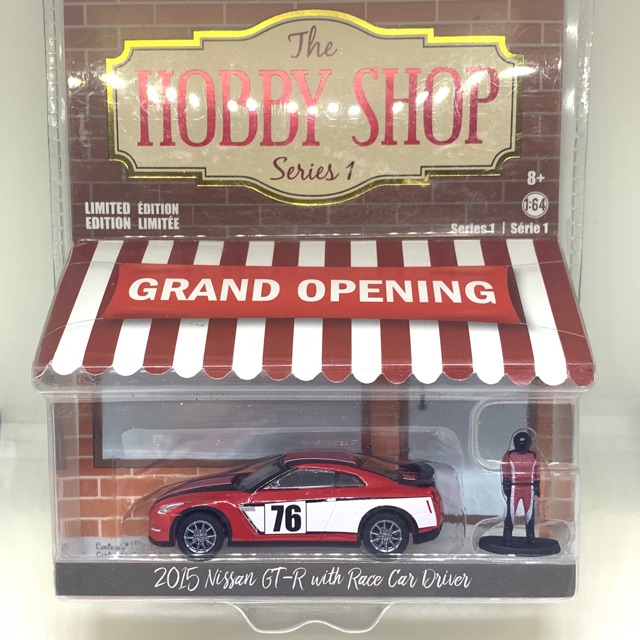 The
HOBBY SHOP
Series 1
8+
1:64
LIMITED ÉDITION
EDITION LIMITÉE
Series 1 | Série 1
GRAND OPENING
76
2015 Nissan GT-R with Race Car Driver